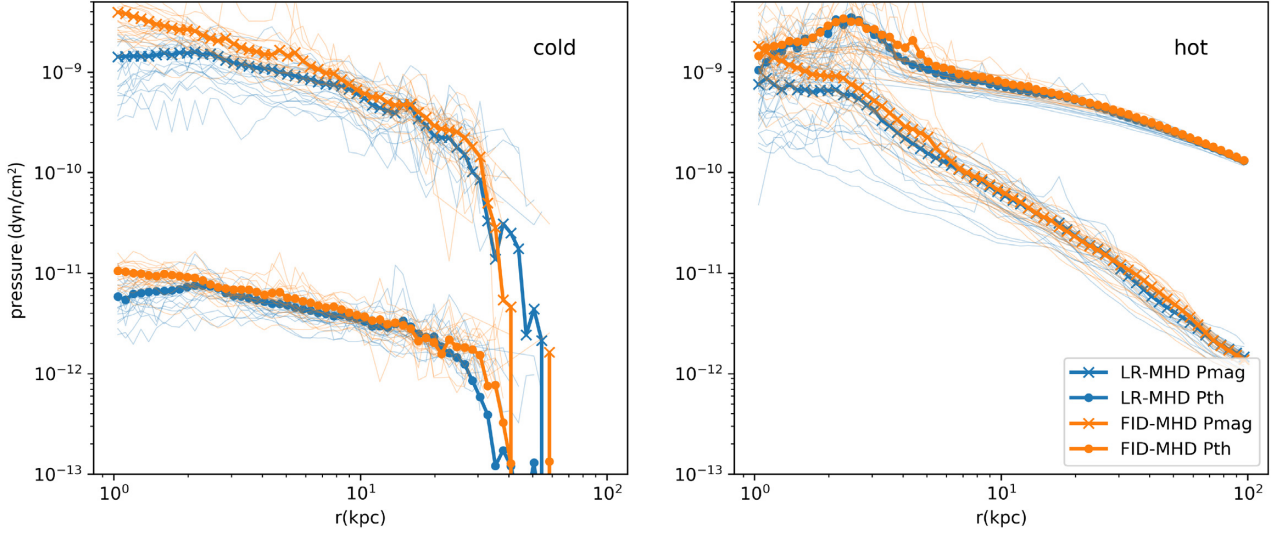 cold
10⁻⁹
10⁻¹⁰
10⁻¹¹
10⁻¹²
10⁻¹³
pressure (dyn/cm²)
10⁰
10¹
10²
r(kpc)
hot
10⁻⁹
10⁻¹⁰
10⁻¹¹
10⁻¹²
10⁻¹³
LR-MHD Pmag
LR-MHD Pth
FID-MHD Pmag
FID-MHD Pth
10⁰
10¹
10²
r(kpc)